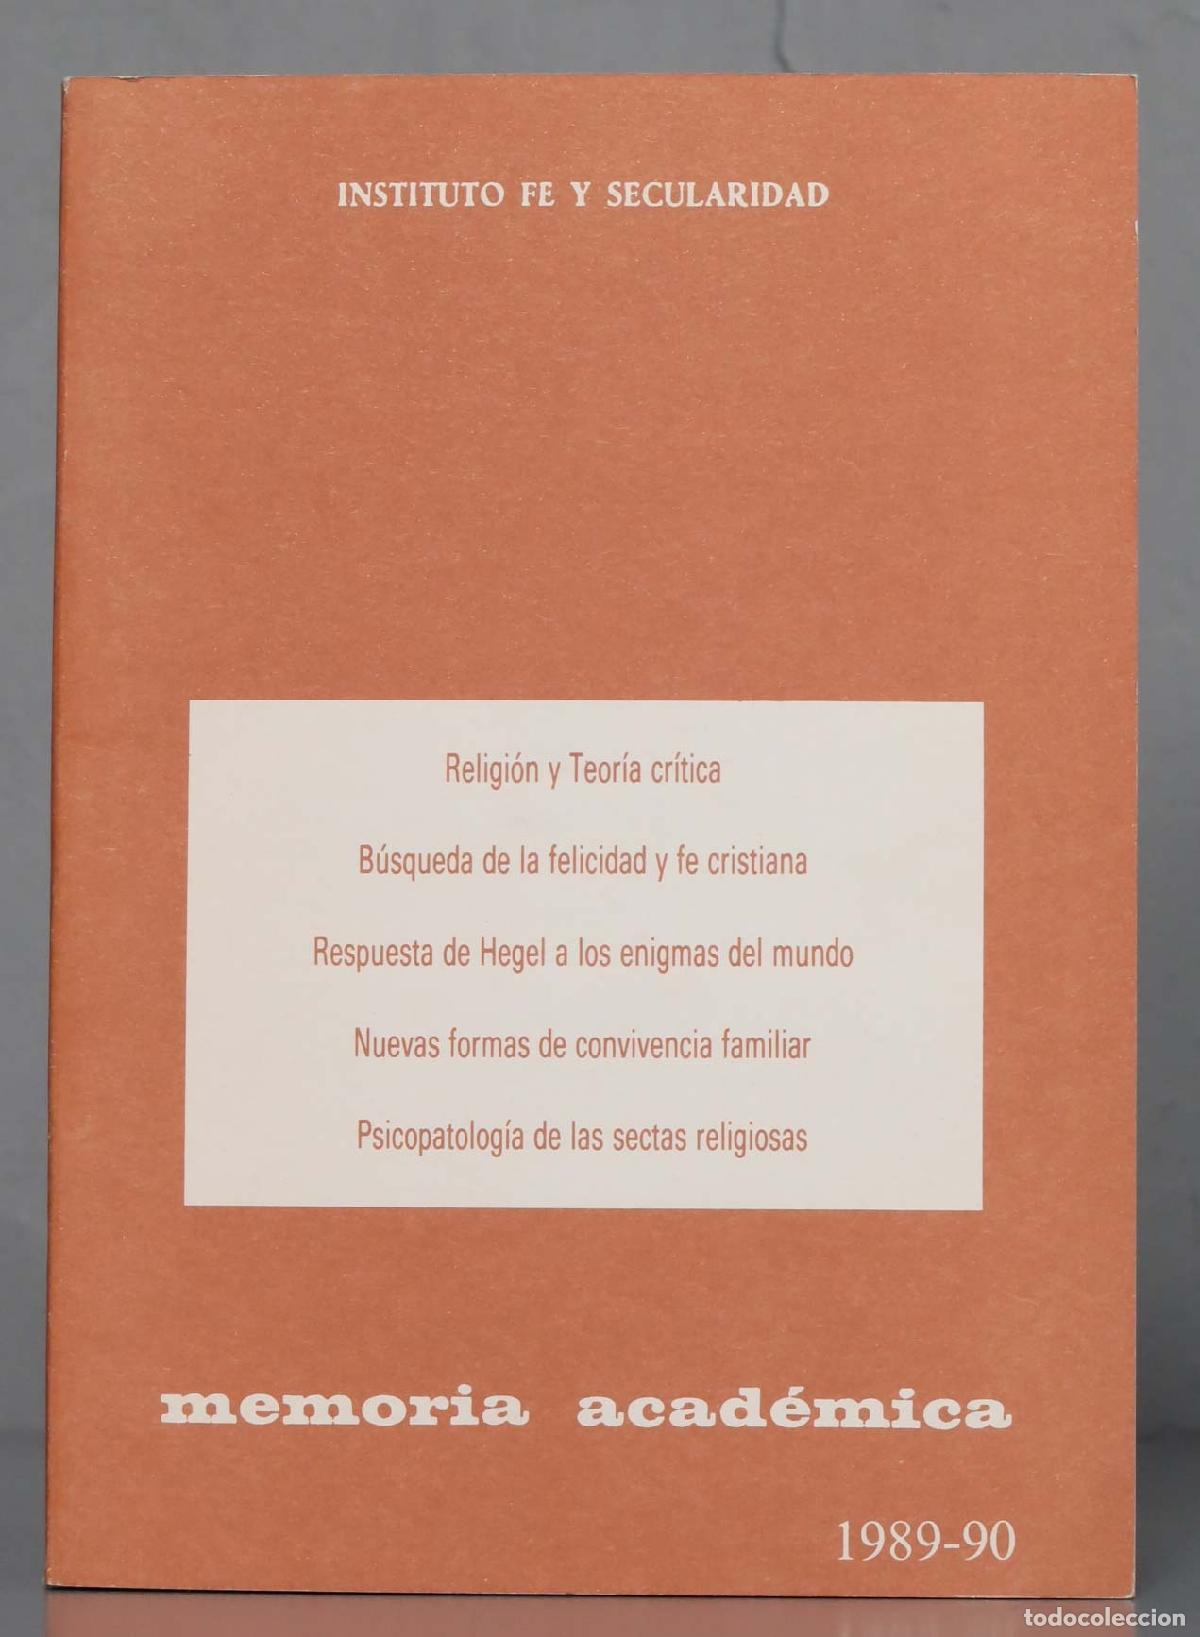 INSTITUTO FE Y SECULARIDAD
Religión y Teoría crítica
Búsqueda de la felicidad y fe cristiana
Respuesta de Hegel a los enigmas del mundo
Nuevas formas de convivencia familiar
Psicopatología de las sectas religiosas
memoria académica
1989-90
todocoleccion